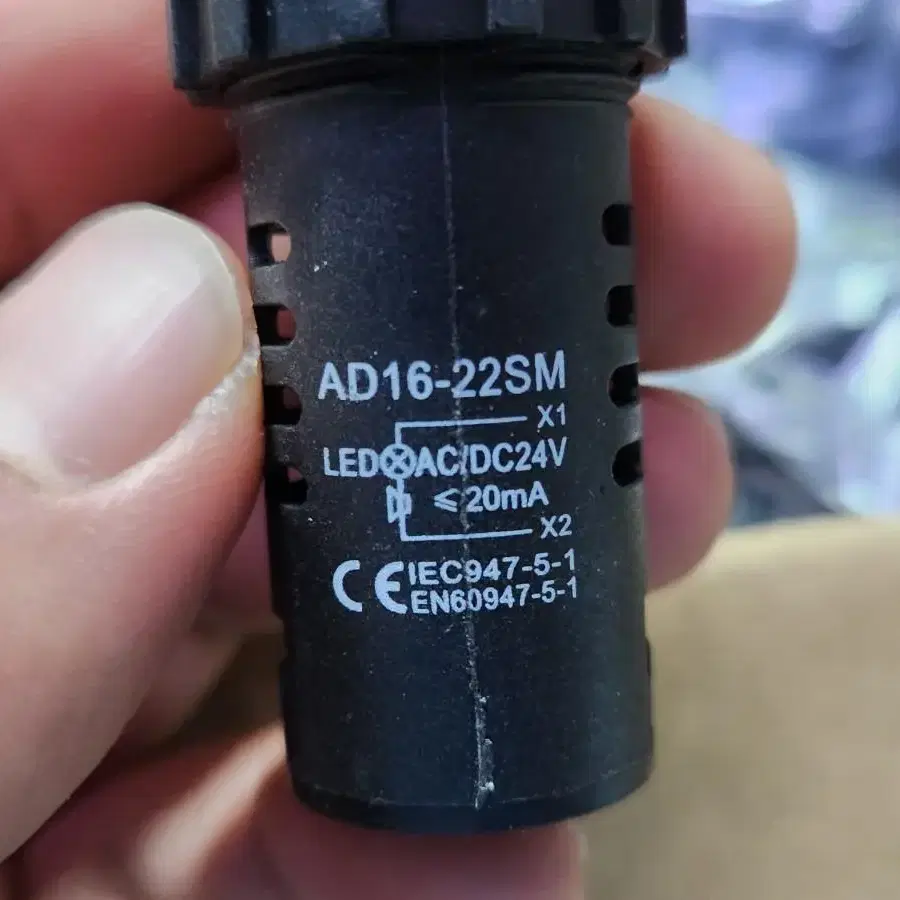 AD16-22SM
X1
LED AC/DC24V
≤20mA
X2
CE IEC947-5-1
EN60947-5-1